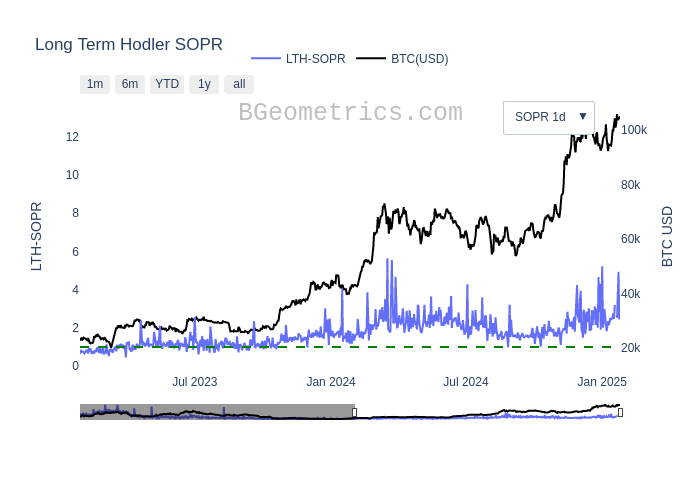 Long Term Hodler SOPR
LTH-SOPR BTC(USD)
1m 6m YTD 1y all
BGeometrics.com
SOPR 1d ▼
12
10
8
6
4
2
0
LTH-SOPR
100k
80k
60k
40k
20k
BTC USD
Jul 2023 Jan 2024 Jul 2024 Jan 2025